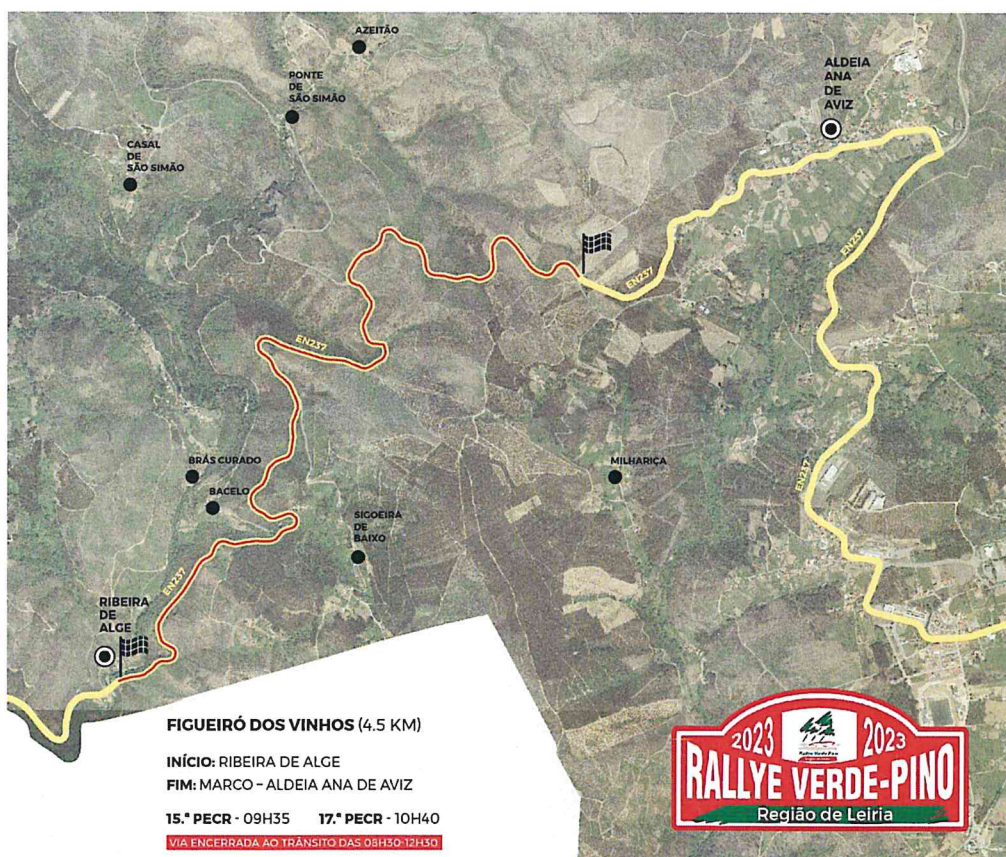 AZEITÃO
PONTE
DE
SÃO SIMÃO
CASAL
DE
SÃO SIMÃO
ALDEIA
ANA
DE
AVIZ
EN237
EN237
EN237
EN237
BRÁS CURADO
BACELO
SIGOEIRA
DE
BAIXO
MILHARIÇA
EN237
RIBEIRA
DE
ALGE
FIGUEIRÓ DOS VINHOS (4.5 KM)
INÍCIO: RIBEIRA DE ALGE
FIM: MARCO – ALDEIA ANA DE AVIZ
15.ª PECR - 09H35 17.ª PECR - 10H40
VIA ENCERRADA AO TRÂNSITO DAS 08H30-12H30
2023 2023
RALLYE VERDE-PINO
Região de Leiria